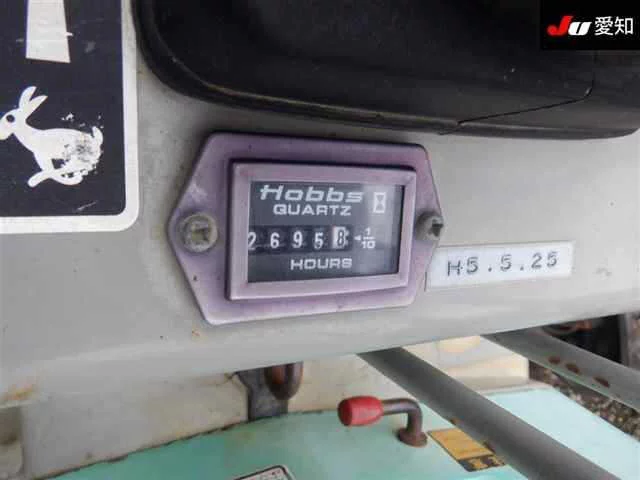 JU 愛知
Hobbs
QUARTZ
26958 1/10
HOURS
H5.5.25